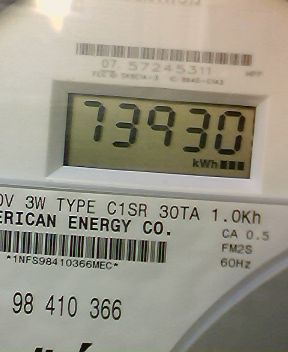 07 57245311
73930
kWh
0V 3W TYPE C1SR 30TA 1.0Kh
ERICAN ENERGY CO.
CA 0.5
FM2S
*1NFS98410366MEC*
60Hz
98 410 366